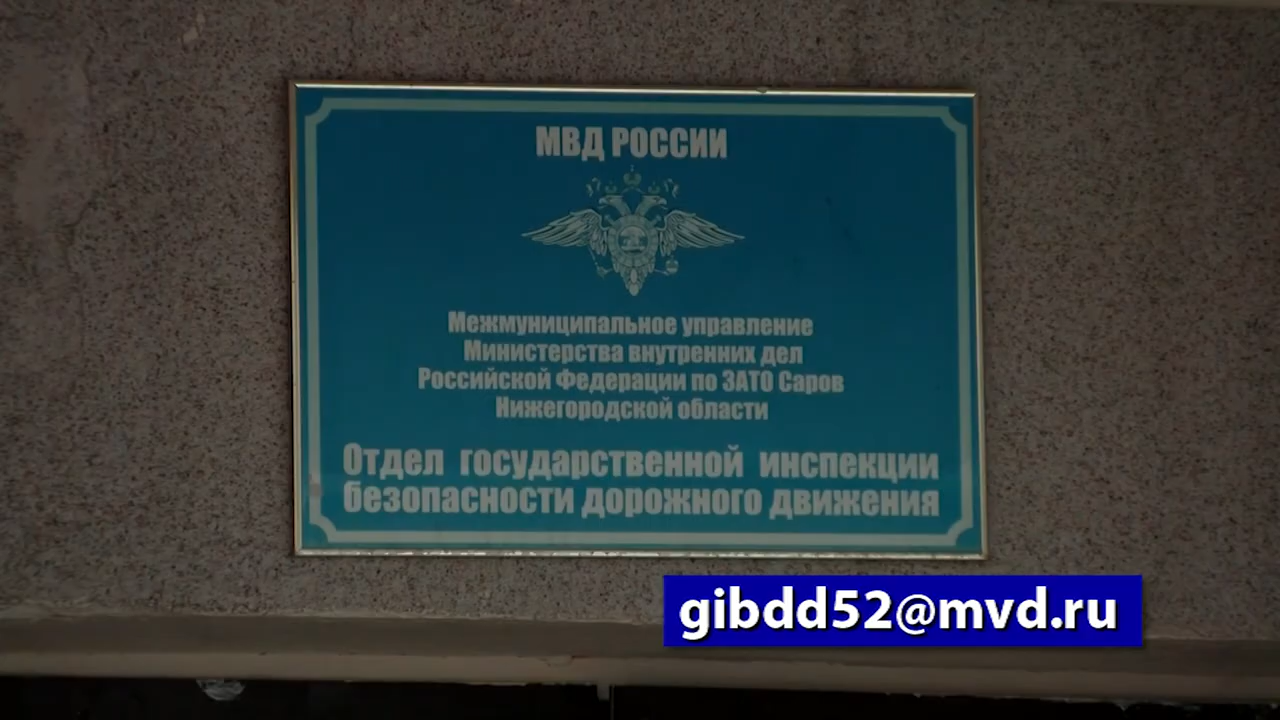 МВД РОССИИ
Межмуниципальное управление
Министерства внутренних дел
Российской Федерации по ЗАТО Саров
Нижегородской области
Отдел государственной инспекции
безопасности дорожного движения
gibdd52@mvd.ru